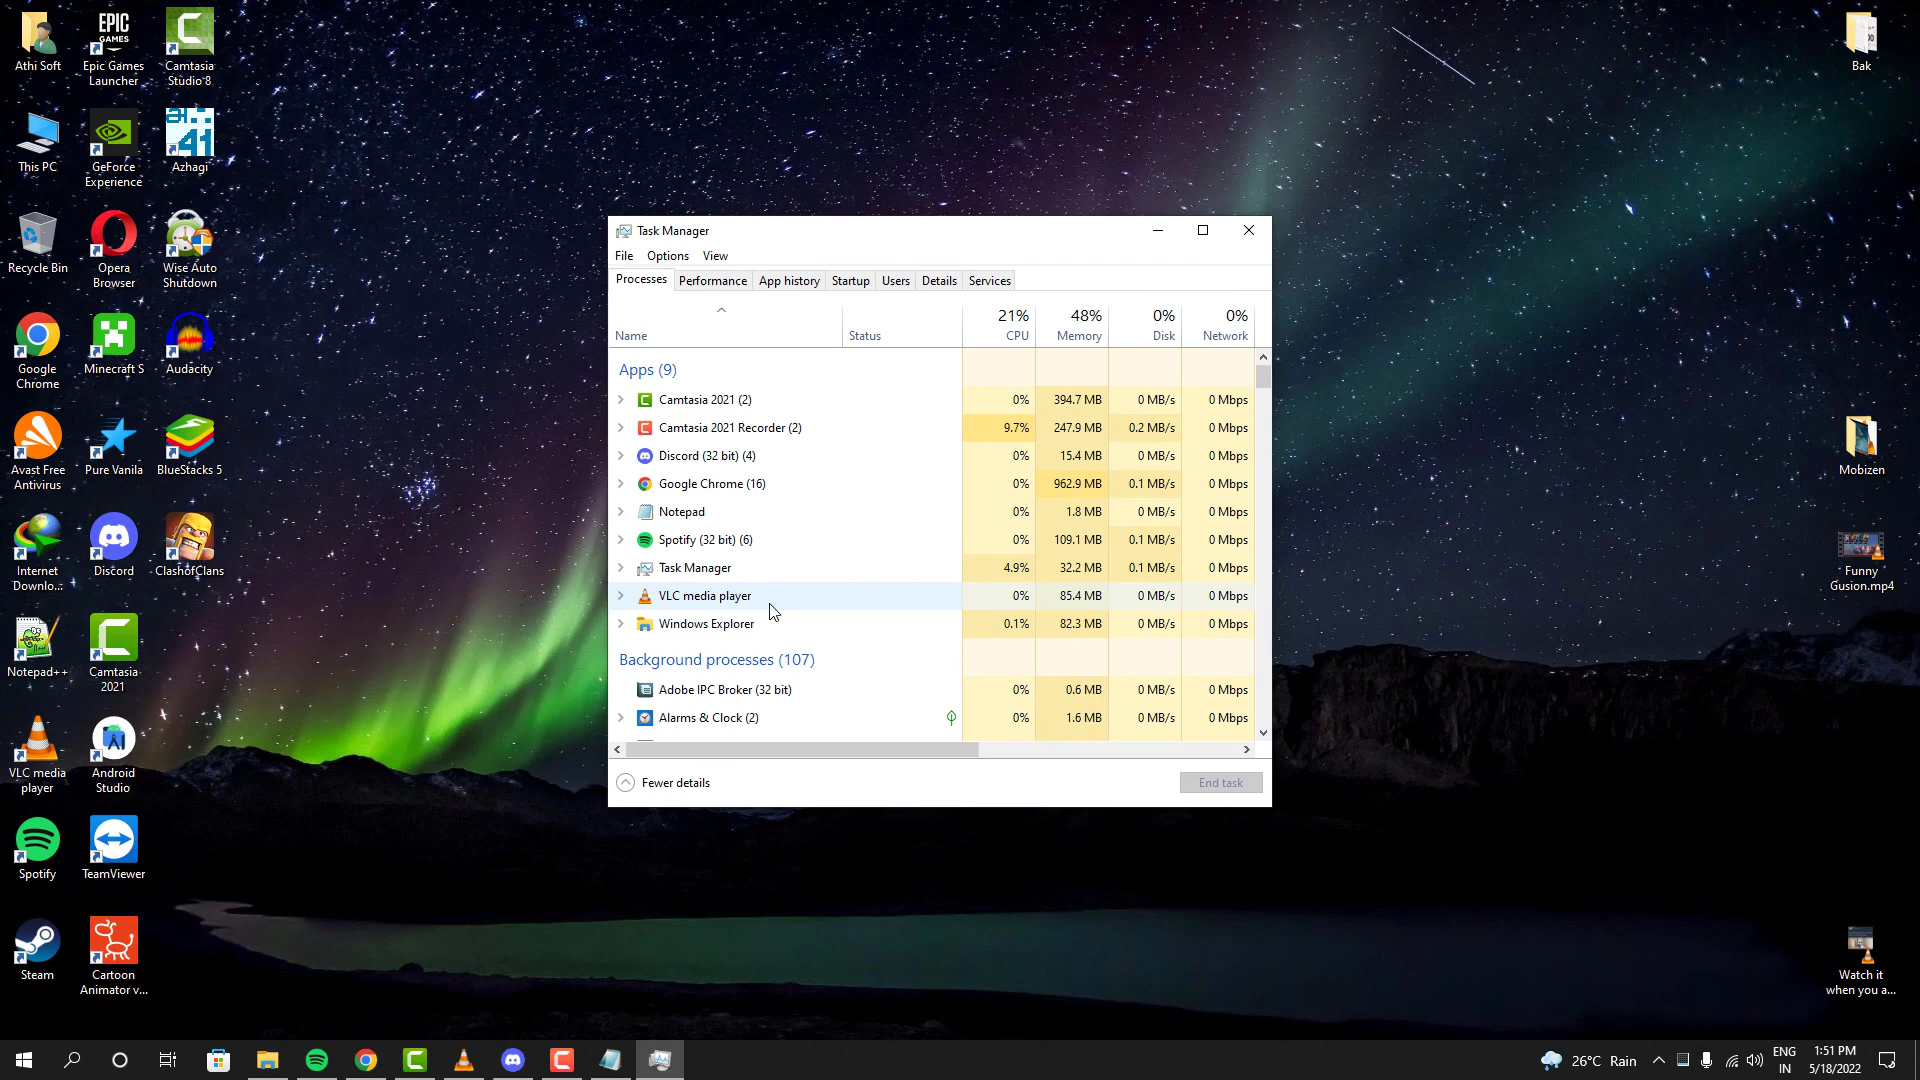 Athi Soft
EPIC
GAMES
Epic Games
Launcher
Camtasia
Studio 8
This PC
GeForce
Experience
அ
41
Azhagi
Recycle Bin
Opera
Browser
Wise Auto
Shutdown
Google
Chrome
Minecraft S
Audacity
Avast Free
Antivirus
Pure Vanila
BlueStacks 5
Internet
Downlo...
Discord
ClashofClans
Notepad++
Camtasia
2021
VLC media
player
Android
Studio
Spotify
TeamViewer
Steam
Cartoon
Animator v...
Task Manager
File Options View
Processes Performance App history Startup Users Details Services
21% 48% 0% 0%
Name Status CPU Memory Disk Network
Apps (9)
Camtasia 2021 (2) 0% 394.7 MB 0 MB/s 0 Mbps
Camtasia 2021 Recorder (2) 9.7% 247.9 MB 0.2 MB/s 0 Mbps
Discord (32 bit) (4) 0% 15.4 MB 0 MB/s 0 Mbps
Google Chrome (16) 0% 962.9 MB 0.1 MB/s 0 Mbps
Notepad 0% 1.8 MB 0 MB/s 0 Mbps
Spotify (32 bit) (6) 0% 109.1 MB 0.1 MB/s 0 Mbps
Task Manager 4.9% 32.2 MB 0.1 MB/s 0 Mbps
VLC media player 0% 85.4 MB 0 MB/s 0 Mbps
Windows Explorer 0.1% 82.3 MB 0 MB/s 0 Mbps
Background processes (107)
Adobe IPC Broker (32 bit) 0% 0.6 MB 0 MB/s 0 Mbps
Alarms & Clock (2) 0% 1.6 MB 0 MB/s 0 Mbps
Fewer details End task
Bak
Mobizen
Funny
Gusion.mp4
Watch it
when you a...
26°C Rain
ENG
IN
1:51 PM
5/18/2022